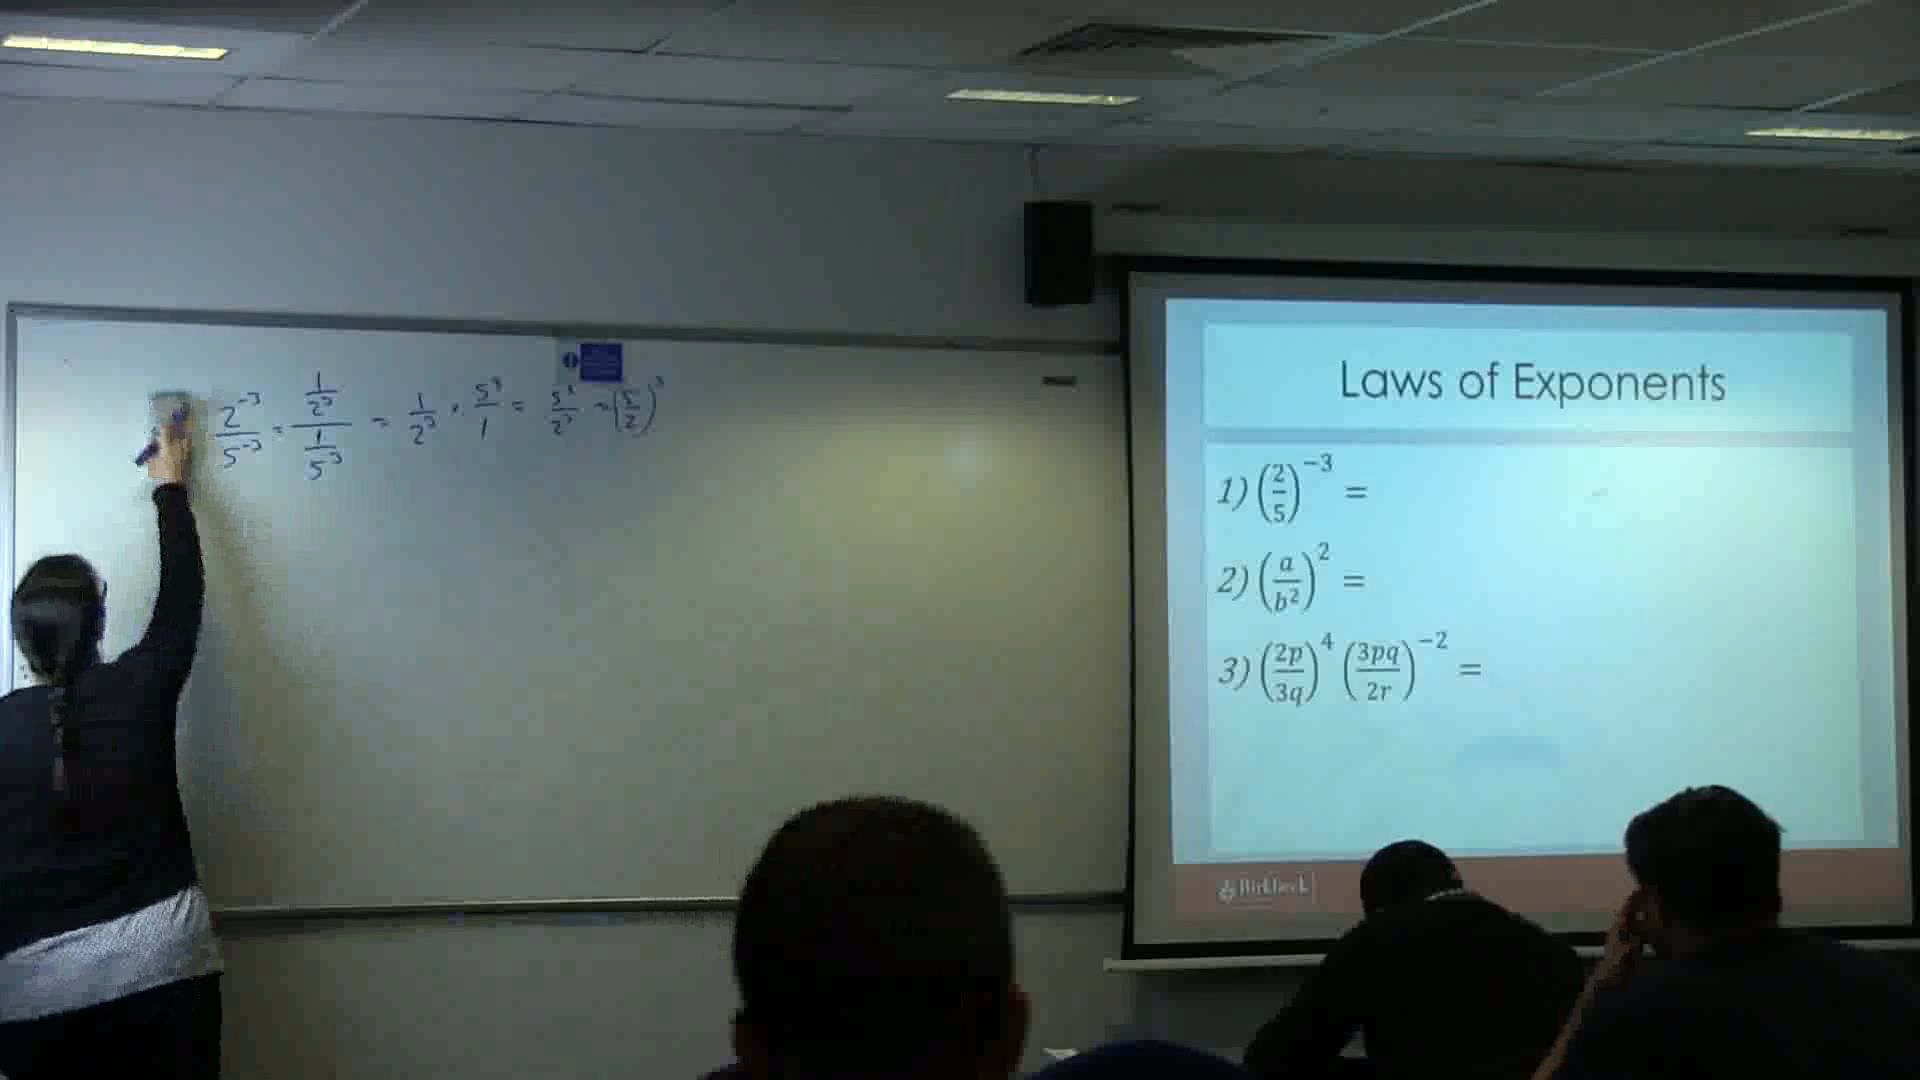 2⁻³/5⁻³ = (1/2³)/(1/5³) = 1/2³ · 5³/1 = 5³/2³ = (5/2)³
Laws of Exponents
1) (2/5)⁻³ =
2) (a/b²)² =
3) (2p/3q)⁴ (3pq/2r)⁻² =
Birkbeck